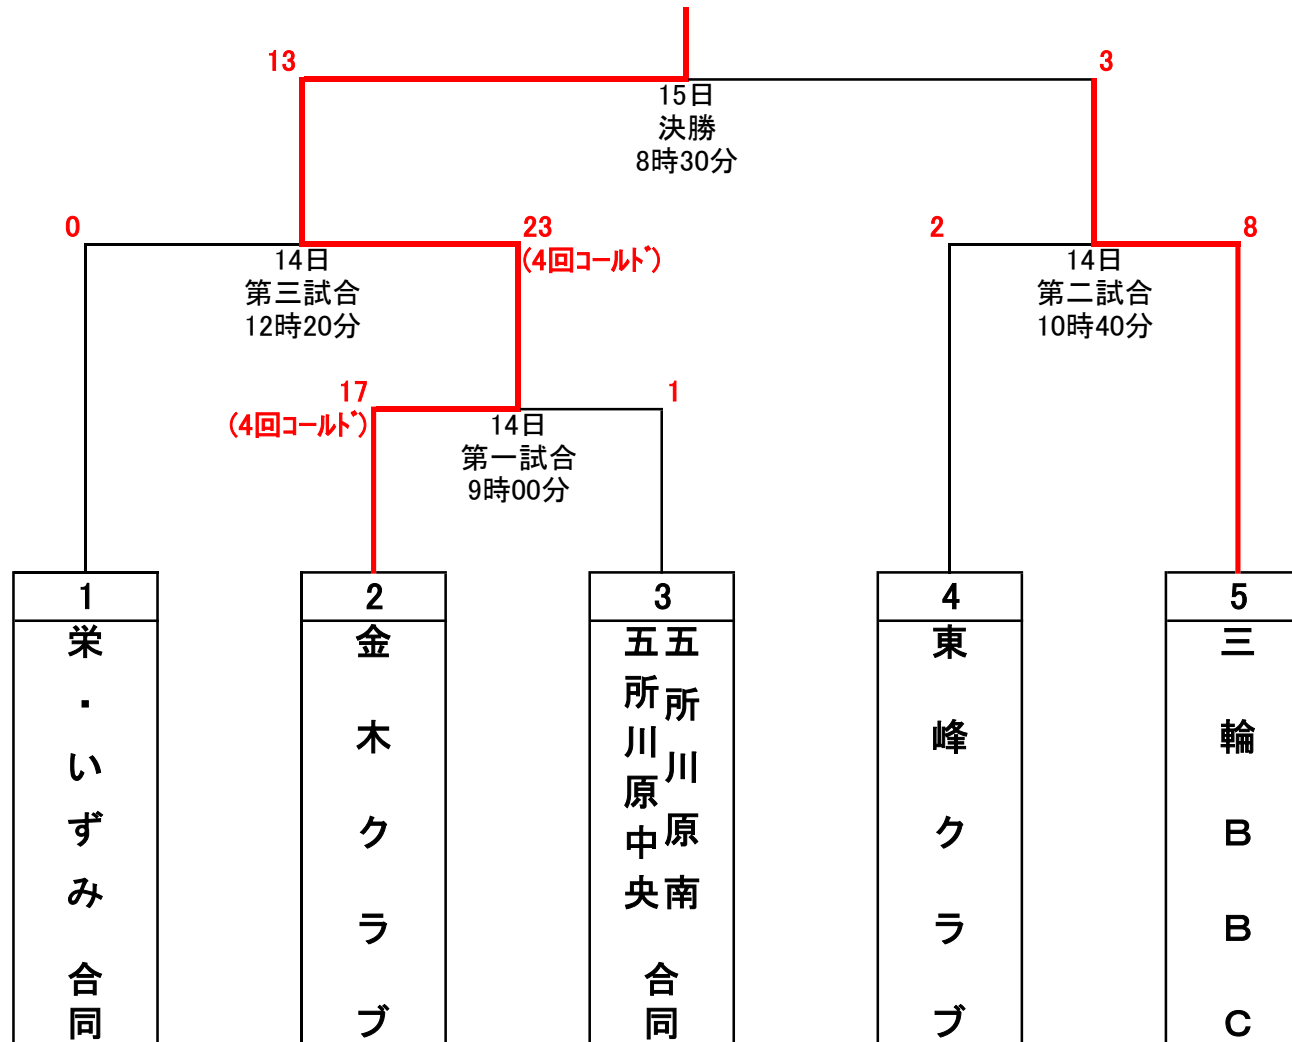 13
3
15日
決勝
8時30分
0
23
(4回コールド)
14日
第三試合
12時20分
2
8
14日
第二試合
10時40分
17
(4回コールド)
1
14日
第一試合
9時00分
1
2
3
4
5
栄・いずみ合同
金木クラブ
五所川原南
五所川原中央
合同
東峰クラブ
三輪ＢＢＣ